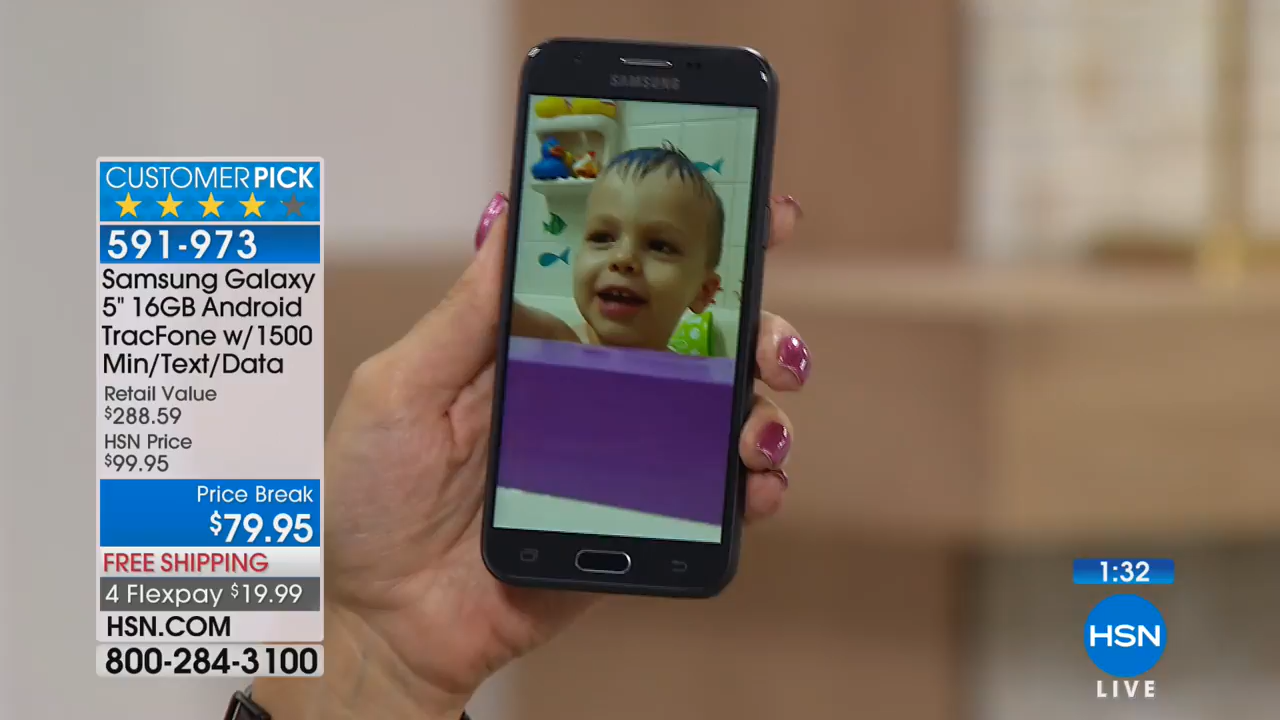 SAMSUNG
CUSTOMER PICK
591-973
Samsung Galaxy
5" 16GB Android
TracFone w/1500
Min/Text/Data
Retail Value
$288.59
HSN Price
$99.95
Price Break
$79.95
FREE SHIPPING
4 Flexpay $19.99
HSN.COM
800-284-3100
1:32
HSN
LIVE